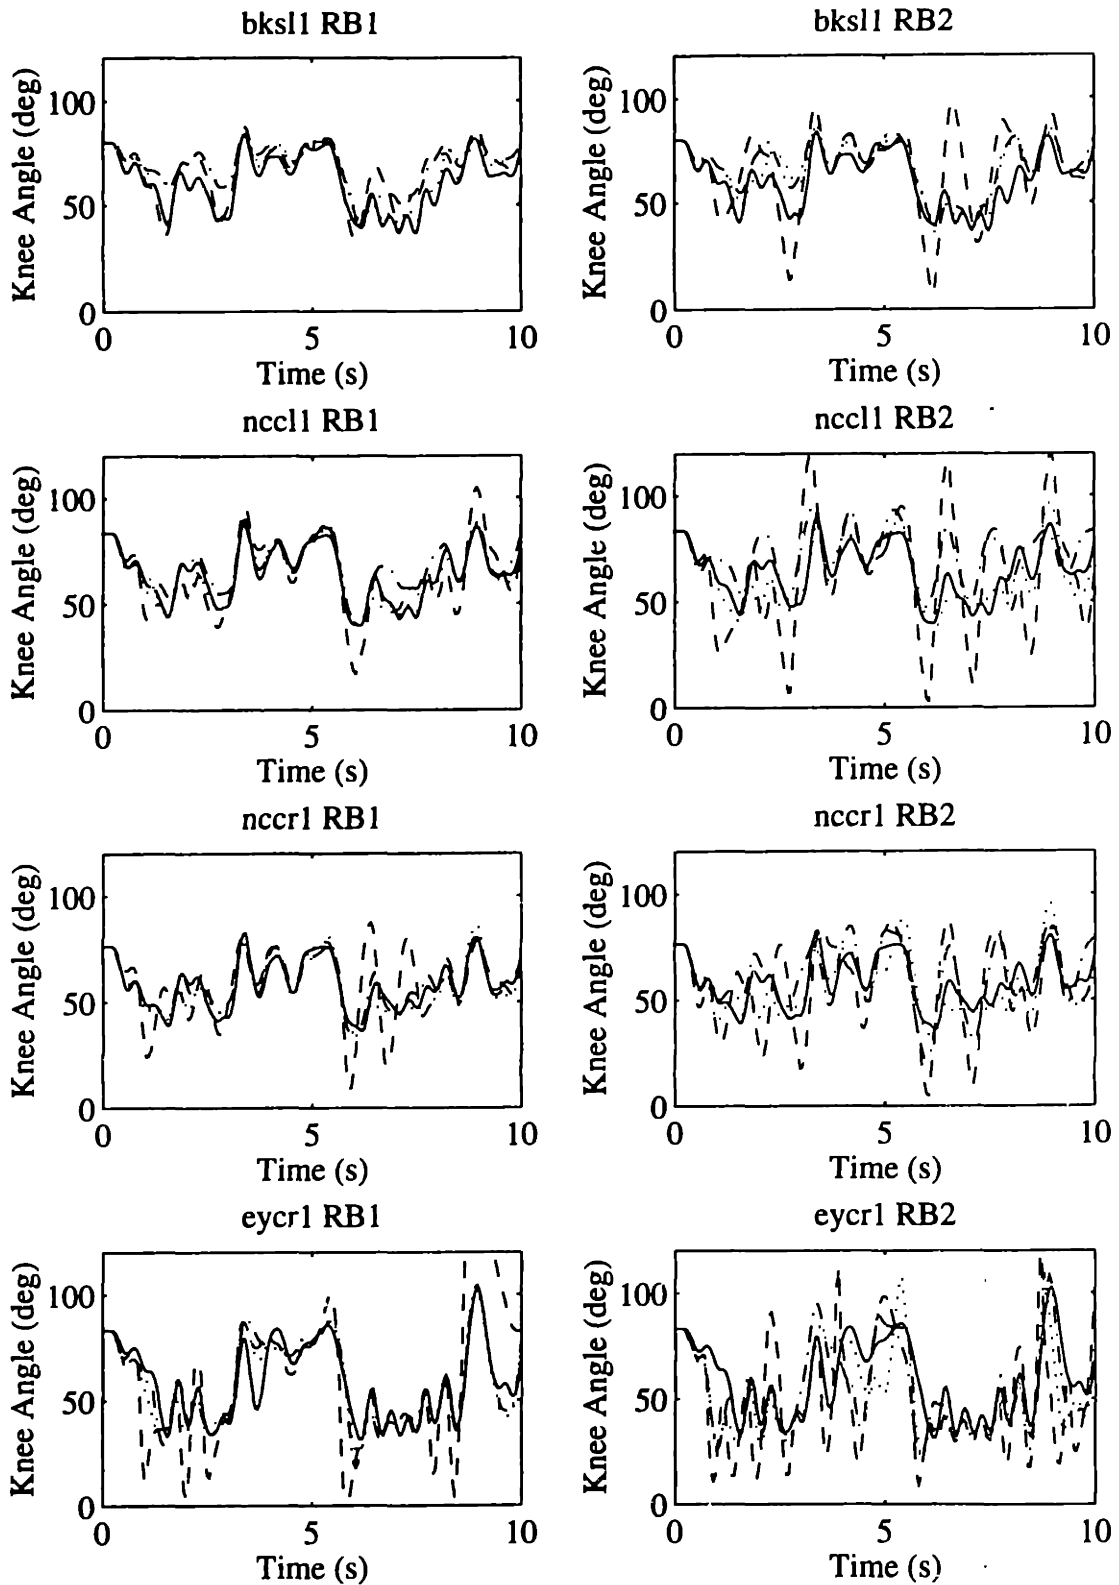 bksl1 RB1
bksl1 RB2
Knee Angle (deg)
100
50
0
0 5 10
Time (s)
Knee Angle (deg)
100
50
0
0 5 10
Time (s)
nccl1 RB1
nccl1 RB2
Knee Angle (deg)
100
50
0
0 5 10
Time (s)
Knee Angle (deg)
100
50
0
0 5 10
Time (s)
nccr1 RB1
nccr1 RB2
Knee Angle (deg)
100
50
0
0 5 10
Time (s)
Knee Angle (deg)
100
50
0
0 5 10
Time (s)
eycr1 RB1
eycr1 RB2
Knee Angle (deg)
100
50
0
0 5 10
Time (s)
Knee Angle (deg)
100
50
0
0 5 10
Time (s)